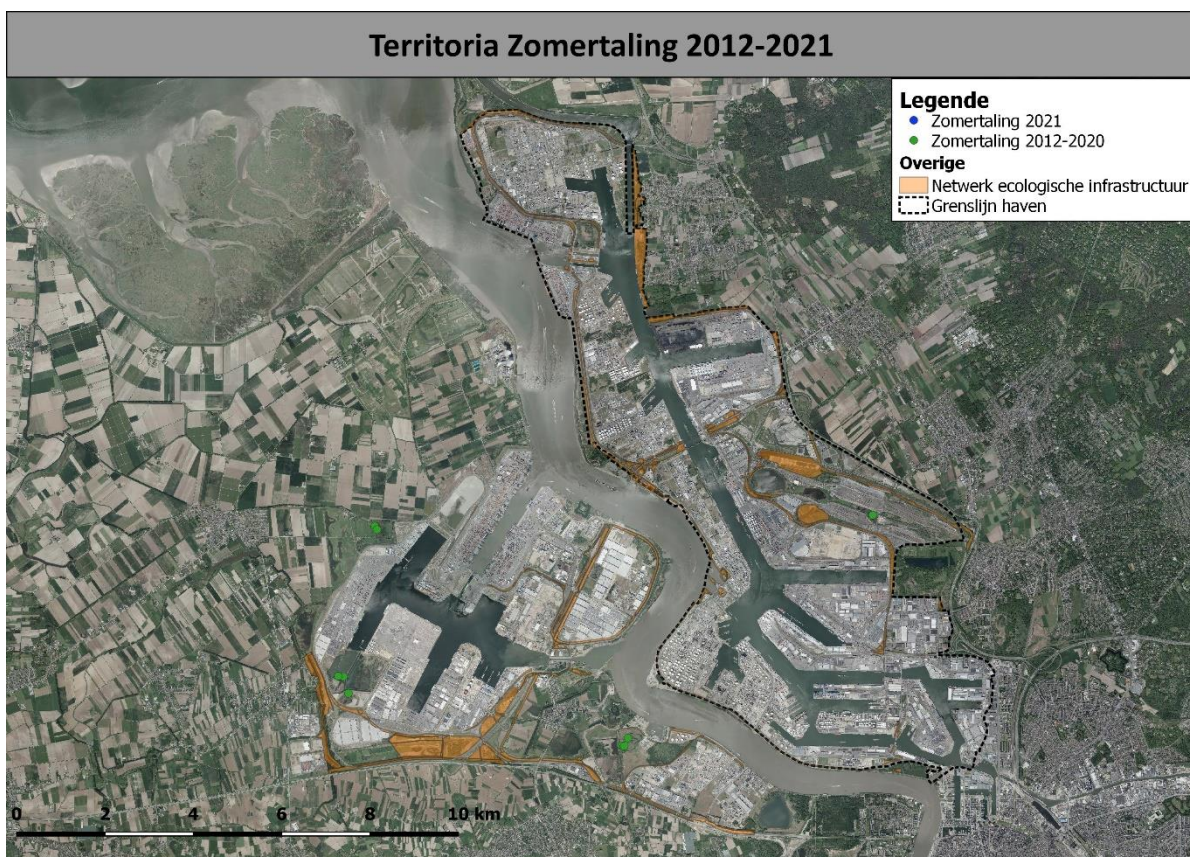 Territoria Zomertaling 2012-2021
Legende
Zomertaling 2021
Zomertaling 2012-2020
Overige
Netwerk ecologische infrastructuur
Grenslijn haven
0 2 4 6 8 10 km